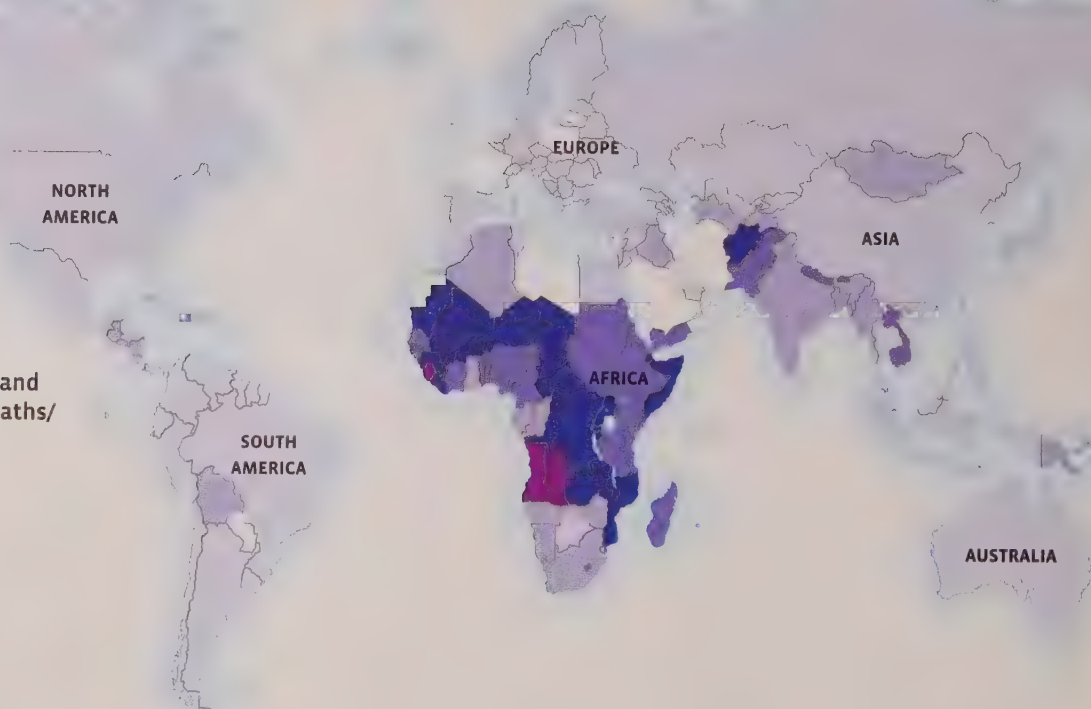 EUROPE
NORTH
AMERICA
ASIA
and
aths/
AFRICA
SOUTH
AMERICA
AUSTRALIA